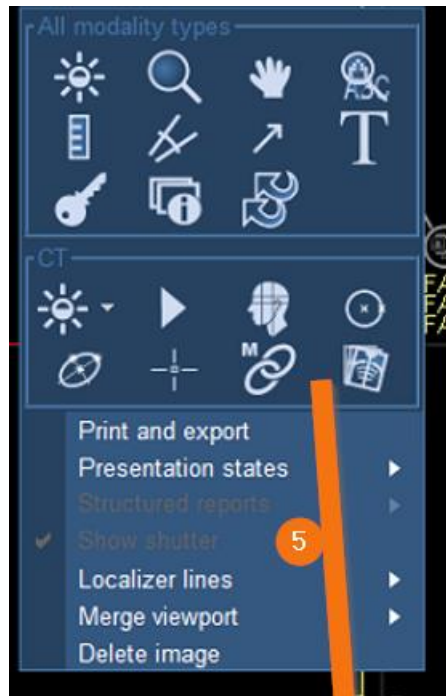 All modality types
ABC
T
CT
M
FA
FA
FA
Print and export
Presentation states
Structured reports
Show shutter
5
Localizer lines
Merge viewport
Delete image